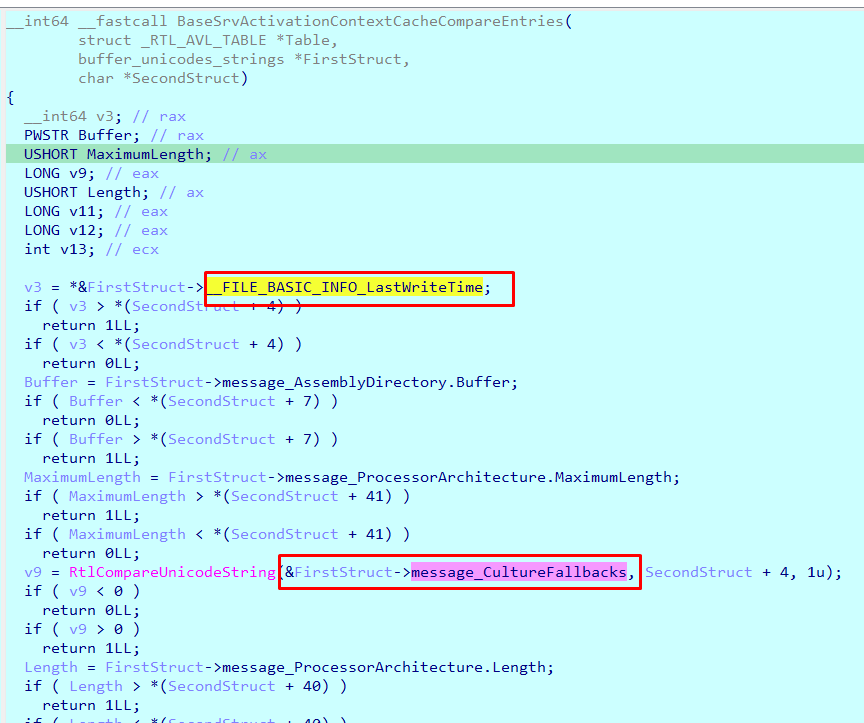 __int64 __fastcall BaseSrvActivationContextCacheCompareEntries(
        struct _RTL_AVL_TABLE *Table,
        buffer_unicodes_strings *FirstStruct,
        char *SecondStruct)
{
  __int64 v3; // rax
  PWSTR Buffer; // rax
  USHORT MaximumLength; // ax
  LONG v9; // eax
  USHORT Length; // ax
  LONG v11; // eax
  LONG v12; // eax
  int v13; // ecx
  v3 = *&FirstStruct->__FILE_BASIC_INFO_LastWriteTime;
  if ( v3 > *(SecondStruct + 4) )
    return 1LL;
  if ( v3 < *(SecondStruct + 4) )
    return 0LL;
  Buffer = FirstStruct->message_AssemblyDirectory.Buffer;
  if ( Buffer < *(SecondStruct + 7) )
    return 0LL;
  if ( Buffer > *(SecondStruct + 7) )
    return 1LL;
  MaximumLength = FirstStruct->message_ProcessorArchitecture.MaximumLength;
  if ( MaximumLength > *(SecondStruct + 41) )
    return 1LL;
  if ( MaximumLength < *(SecondStruct + 41) )
    return 0LL;
  v9 = RtlCompareUnicodeString(&FirstStruct->message_CultureFallbacks, SecondStruct + 4, 1u);
  if ( v9 < 0 )
    return 0LL;
  if ( v9 > 0 )
    return 1LL;
  Length = FirstStruct->message_ProcessorArchitecture.Length;
  if ( Length > *(SecondStruct + 40) )
    return 1LL;
  if ( Length < *(SecondStruct + 40) )